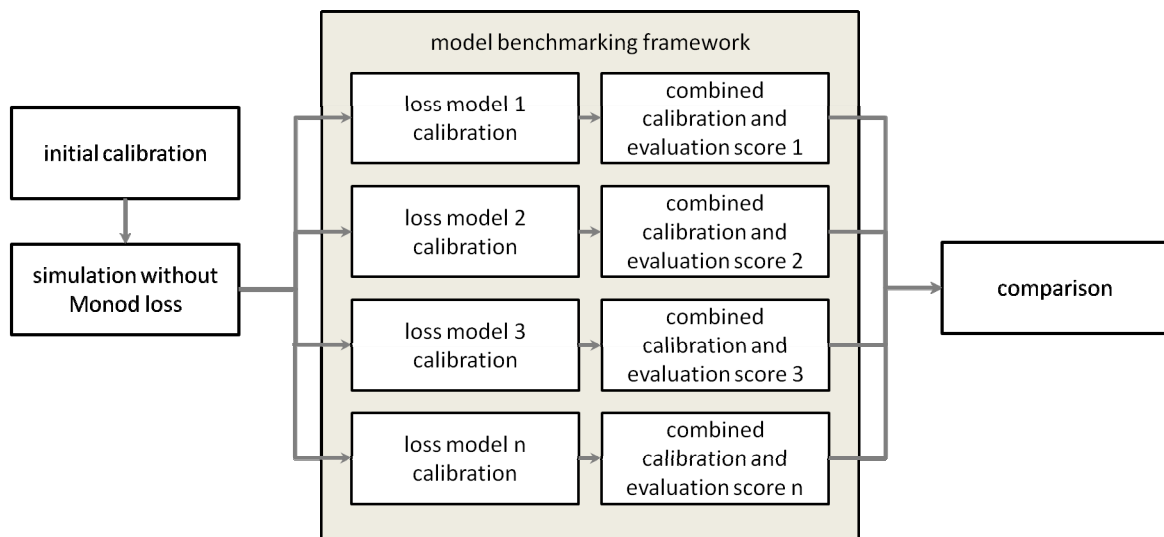 model benchmarking framework
initial calibration
simulation without
Monod loss
loss model 1
calibration
combined
calibration and
evaluation score 1
loss model 2
calibration
combined
calibration and
evaluation score 2
loss model 3
calibration
combined
calibration and
evaluation score 3
loss model n
calibration
combined
calibration and
evaluation score n
comparison